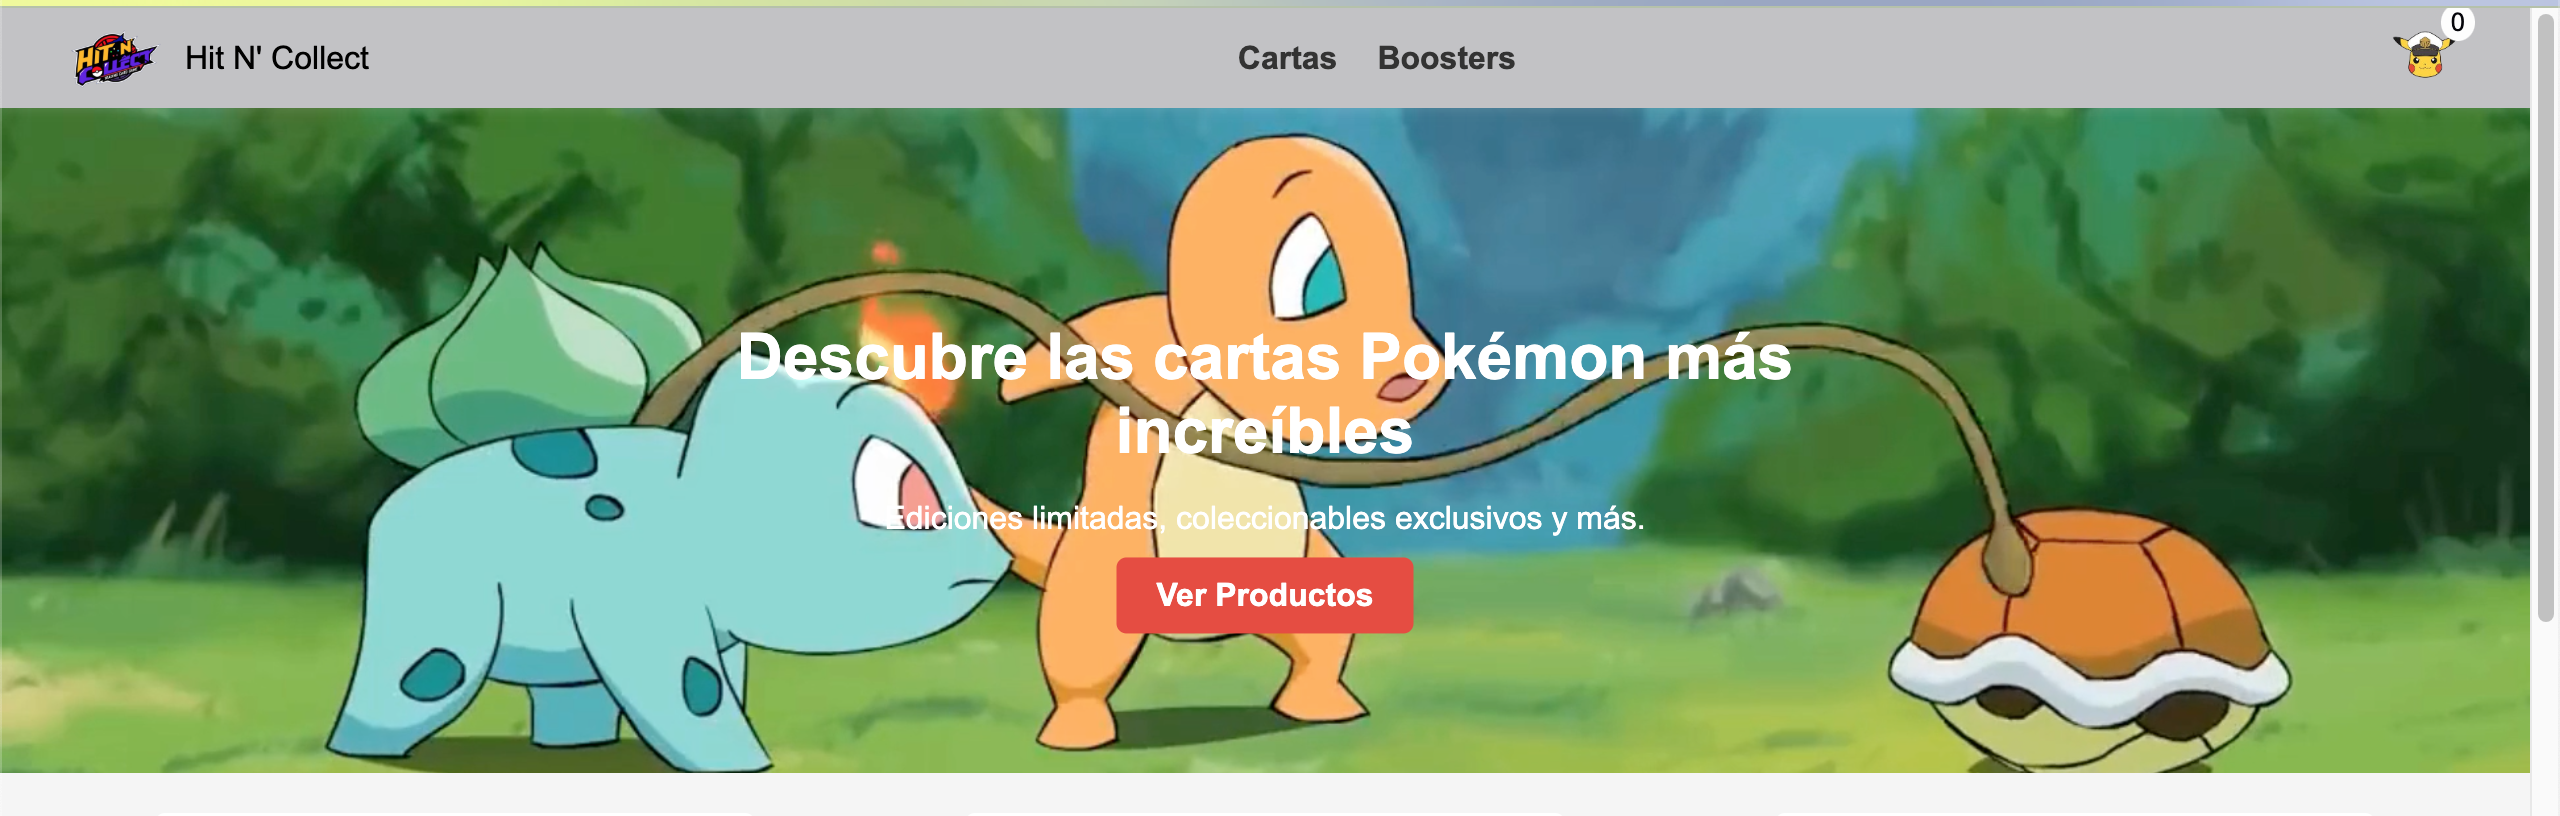 HIT N' COLLECT
Hit N' Collect
Cartas Boosters
0
Descubre las cartas Pokémon más
increíbles
Ediciones limitadas, coleccionables exclusivos y más.
Ver Productos